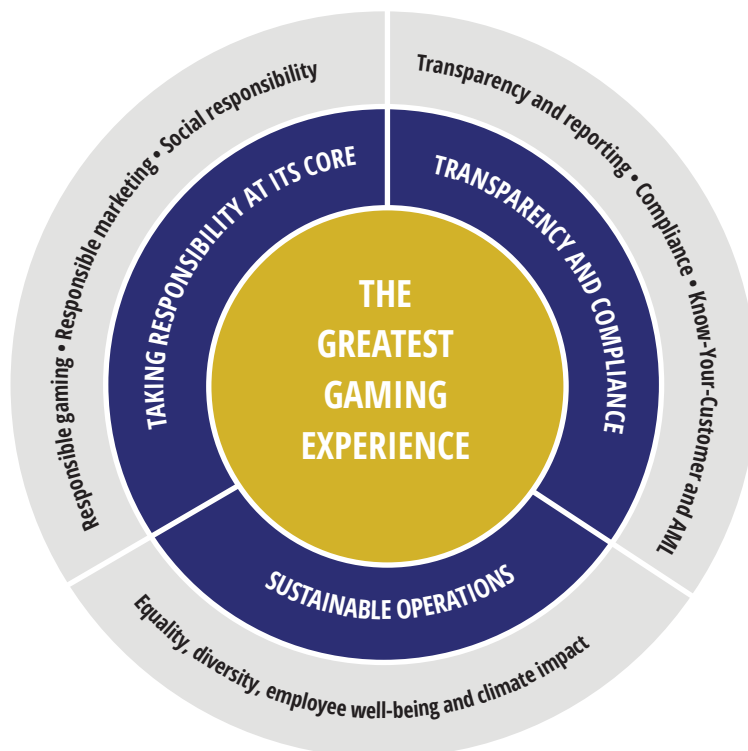 Responsible gaming • Responsible marketing • Social responsibility
Transparency and reporting • Compliance • Know-Your-Customer and AML
TAKING RESPONSIBILITY AT ITS CORE
TRANSPARENCY AND COMPLIANCE
THE
GREATEST
GAMING
EXPERIENCE
SUSTAINABLE OPERATIONS
Equality, diversity, employee well-being and climate impact